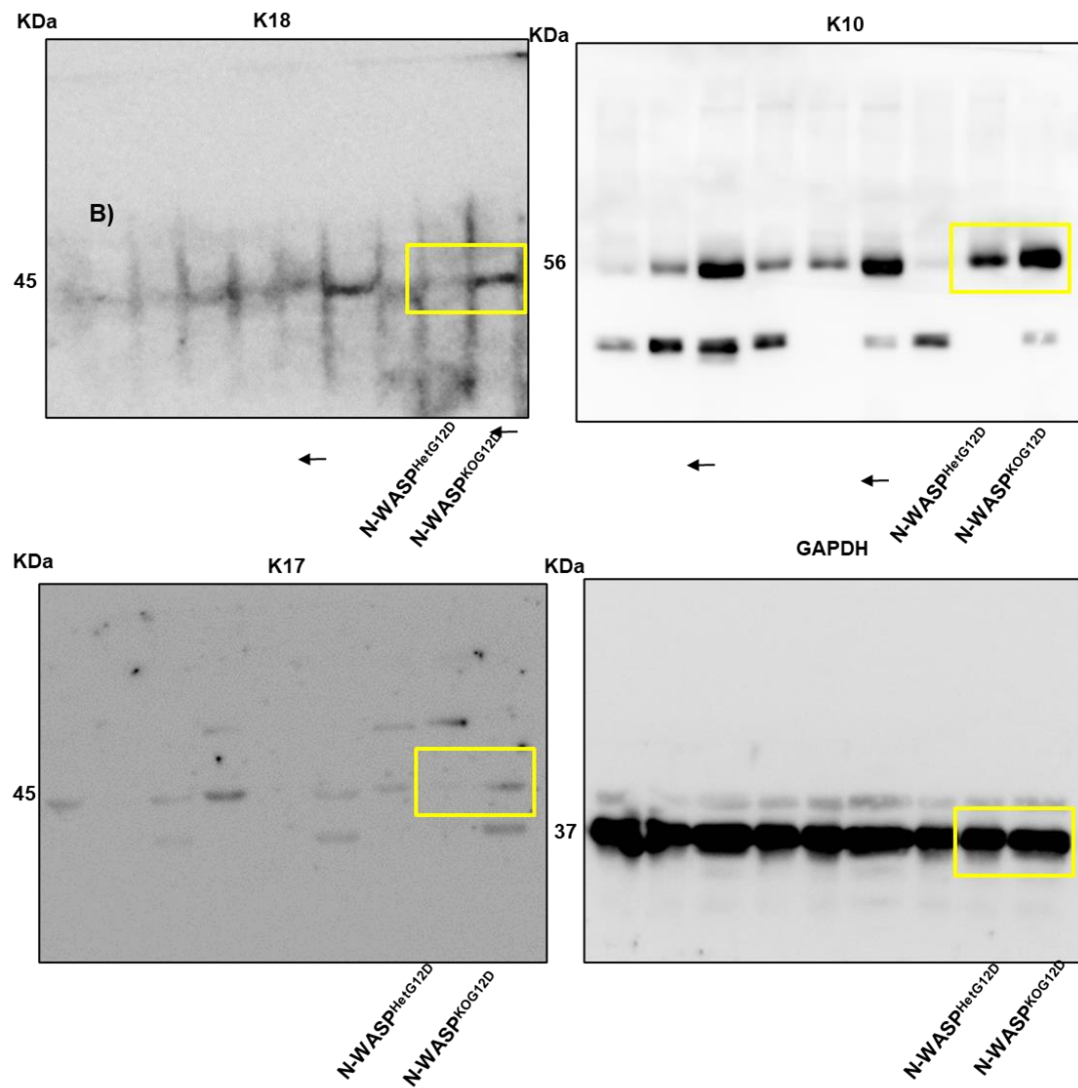 KDa
K18
B)
45
N-WASPHetG12D
N-WASPKOG12D
KDa
K10
56
N-WASPHetG12D
N-WASPKOG12D
KDa
K17
45
N-WASPHetG12D
N-WASPKOG12D
KDa
GAPDH
37
N-WASPHetG12D
N-WASPKOG12D